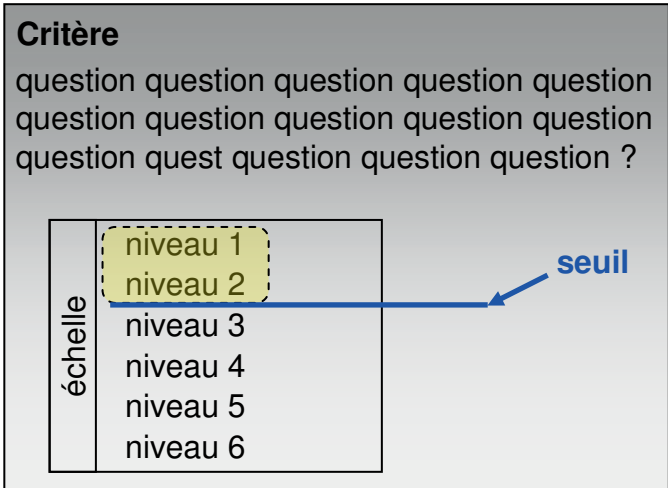 Critère
question question question question question
question question question question question
question quest question question question ?
niveau 1
niveau 2
seuil
niveau 3
niveau 4
niveau 5
niveau 6
échelle